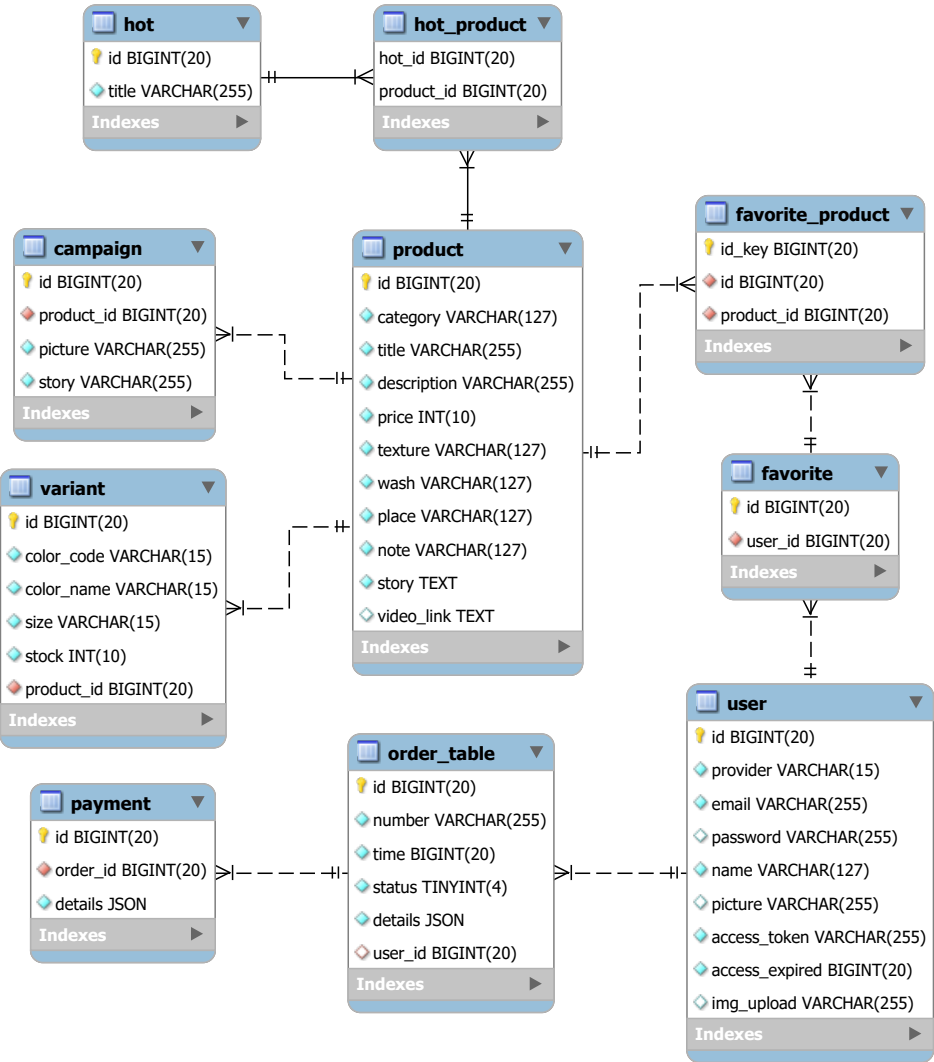 hot
id BIGINT(20)
title VARCHAR(255)
Indexes
hot_product
hot_id BIGINT(20)
product_id BIGINT(20)
Indexes
campaign
id BIGINT(20)
product_id BIGINT(20)
picture VARCHAR(255)
story VARCHAR(255)
Indexes
product
id BIGINT(20)
category VARCHAR(127)
title VARCHAR(255)
description VARCHAR(255)
price INT(10)
texture VARCHAR(127)
wash VARCHAR(127)
place VARCHAR(127)
note VARCHAR(127)
story TEXT
video_link TEXT
Indexes
favorite_product
id_key BIGINT(20)
id BIGINT(20)
product_id BIGINT(20)
Indexes
variant
id BIGINT(20)
color_code VARCHAR(15)
color_name VARCHAR(15)
size VARCHAR(15)
stock INT(10)
product_id BIGINT(20)
Indexes
favorite
id BIGINT(20)
user_id BIGINT(20)
Indexes
payment
id BIGINT(20)
order_id BIGINT(20)
details JSON
Indexes
order_table
id BIGINT(20)
number VARCHAR(255)
time BIGINT(20)
status TINYINT(4)
details JSON
user_id BIGINT(20)
Indexes
user
id BIGINT(20)
provider VARCHAR(15)
email VARCHAR(255)
password VARCHAR(255)
name VARCHAR(127)
picture VARCHAR(255)
access_token VARCHAR(255)
access_expired BIGINT(20)
img_upload VARCHAR(255)
Indexes